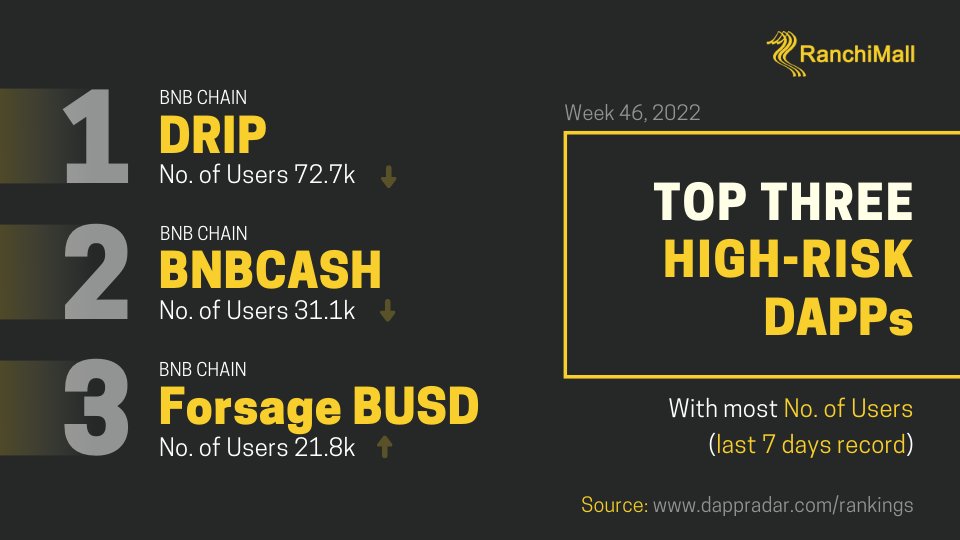 RanchiMall
1
BNB CHAIN
DRIP
No. of Users 72.7k
2
BNB CHAIN
BNBCASH
No. of Users 31.1k
3
BNB CHAIN
Forsage BUSD
No. of Users 21.8k
Week 46, 2022
TOP THREE
HIGH-RISK
DAPPs
With most No. of Users
(last 7 days record)
Source: www.dappradar.com/rankings